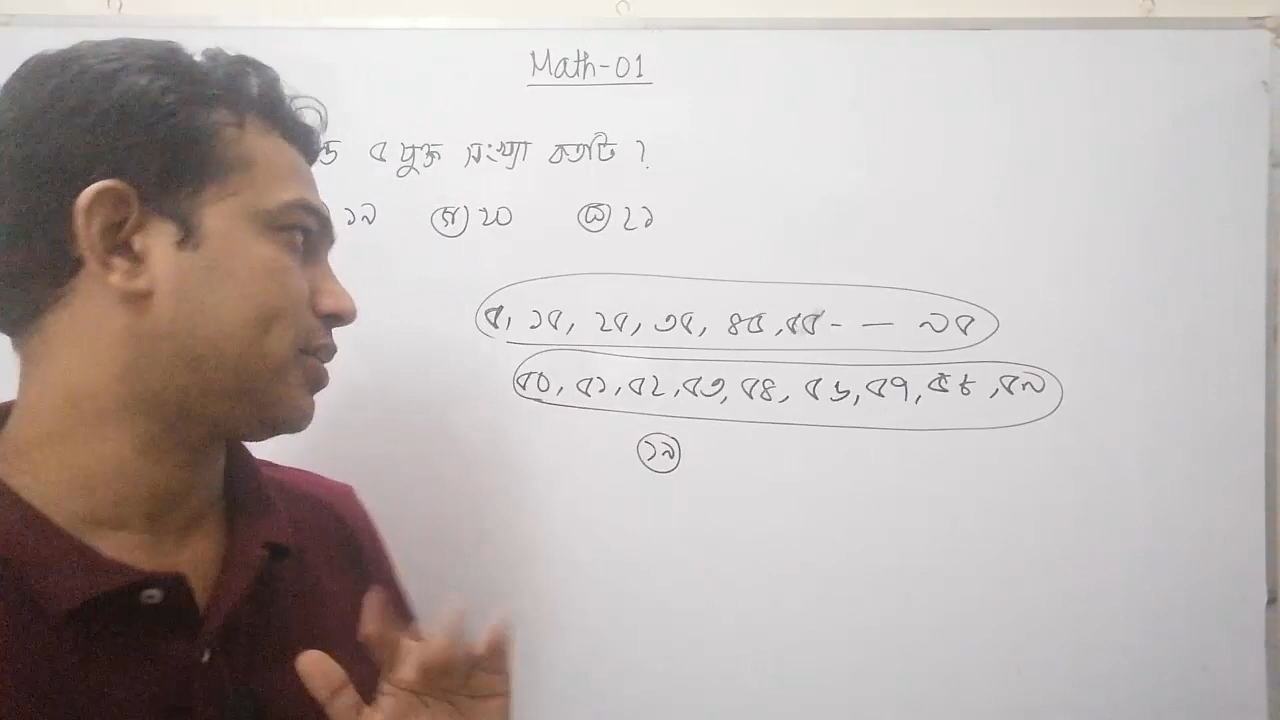 Math-01
৫ যুক্ত সংখ্যা কতটি ?
১৯ গ) ২০ ঘ) ২১
৫, ১৫, ২৫, ৩৫, ৪৫, ৫৫ - — ৯৫
৫০, ৫১, ৫২, ৫৩, ৫৪, ৫৬, ৫৭, ৫৮, ৫৯
১৯